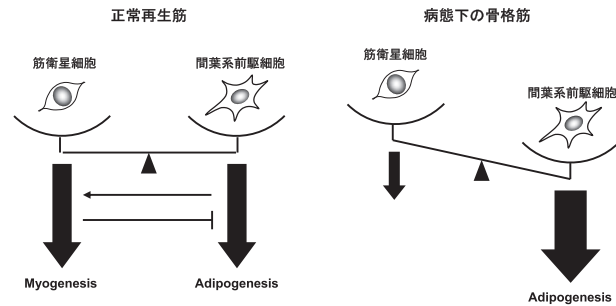 正常再生筋
病態下の骨格筋
筋衛星細胞
間葉系前駆細胞
筋衛星細胞
間葉系前駆細胞
Myogenesis
Adipogenesis
Adipogenesis